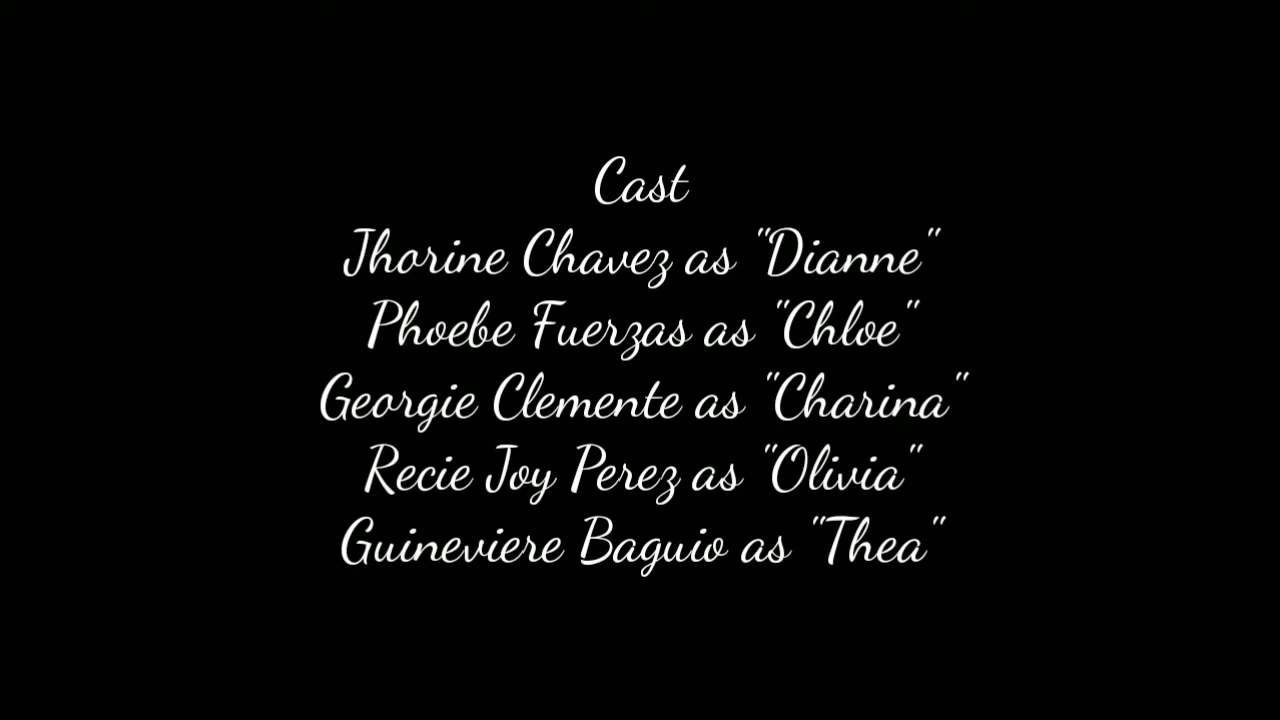 Cast
Jhorine Chavez as "Dianne"
Phoebe Fuerzas as "Chloe"
Georgie Clemente as "Charina"
Recie Joy Perez as "Olivia"
Guineviere Baguio as "Thea"